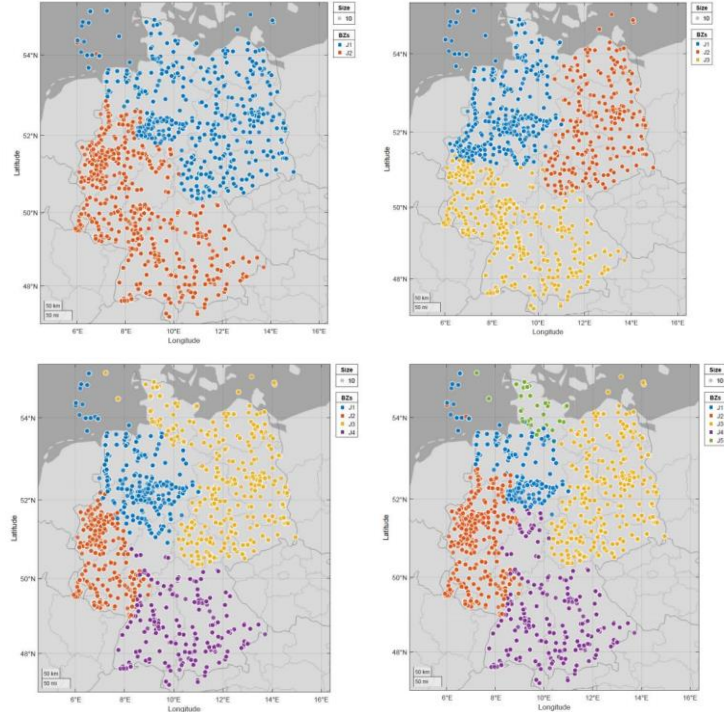 Latitude
54°N
52°N
50°N
48°N
50 km
50 mi
6°E
8°E
10°E
12°E
14°E
16°E
Longitude
Size
10
BZs
J1
J2
Latitude
54°N
52°N
50°N
48°N
50 km
50 mi
6°E
8°E
10°E
12°E
14°E
16°E
Longitude
Size
10
BZs
J1
J2
J3
Latitude
54°N
52°N
50°N
48°N
50 km
50 mi
6°E
8°E
10°E
12°E
14°E
16°E
Longitude
Size
10
BZs
J1
J2
J3
J4
Latitude
54°N
52°N
50°N
48°N
50 km
50 mi
6°E
8°E
10°E
12°E
14°E
16°E
Longitude
Size
10
BZs
J1
J2
J3
J4
J5